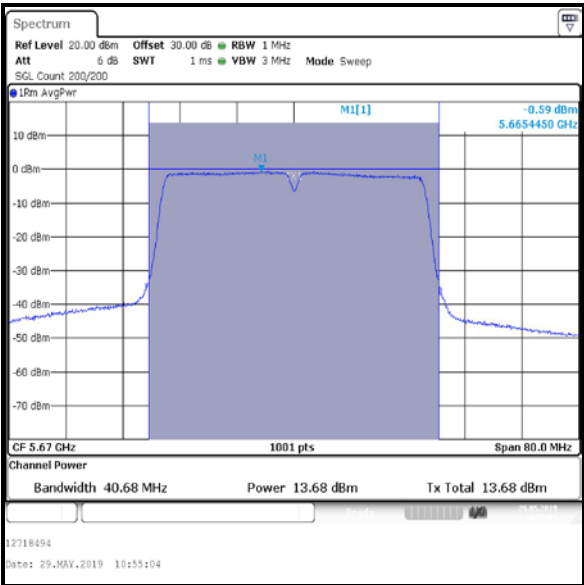 Spectrum
Ref Level 20.00 dBm Offset 30.00 dB RBW 1 MHz
Att 6 dB SWT 1 ms VBW 3 MHz Mode Sweep
SGL Count 200/200
1Rm AvgPwr
M1[1] -0.59 dBm
5.6654450 GHz
10 dBm
M1
0 dBm
-10 dBm
-20 dBm
-30 dBm
-40 dBm
-50 dBm
-60 dBm
-70 dBm
CF 5.67 GHz 1001 pts Span 80.0 MHz
Channel Power
Bandwidth 40.68 MHz Power 13.68 dBm Tx Total 13.68 dBm
12718494
Date: 29.MAY.2019 10:55:04